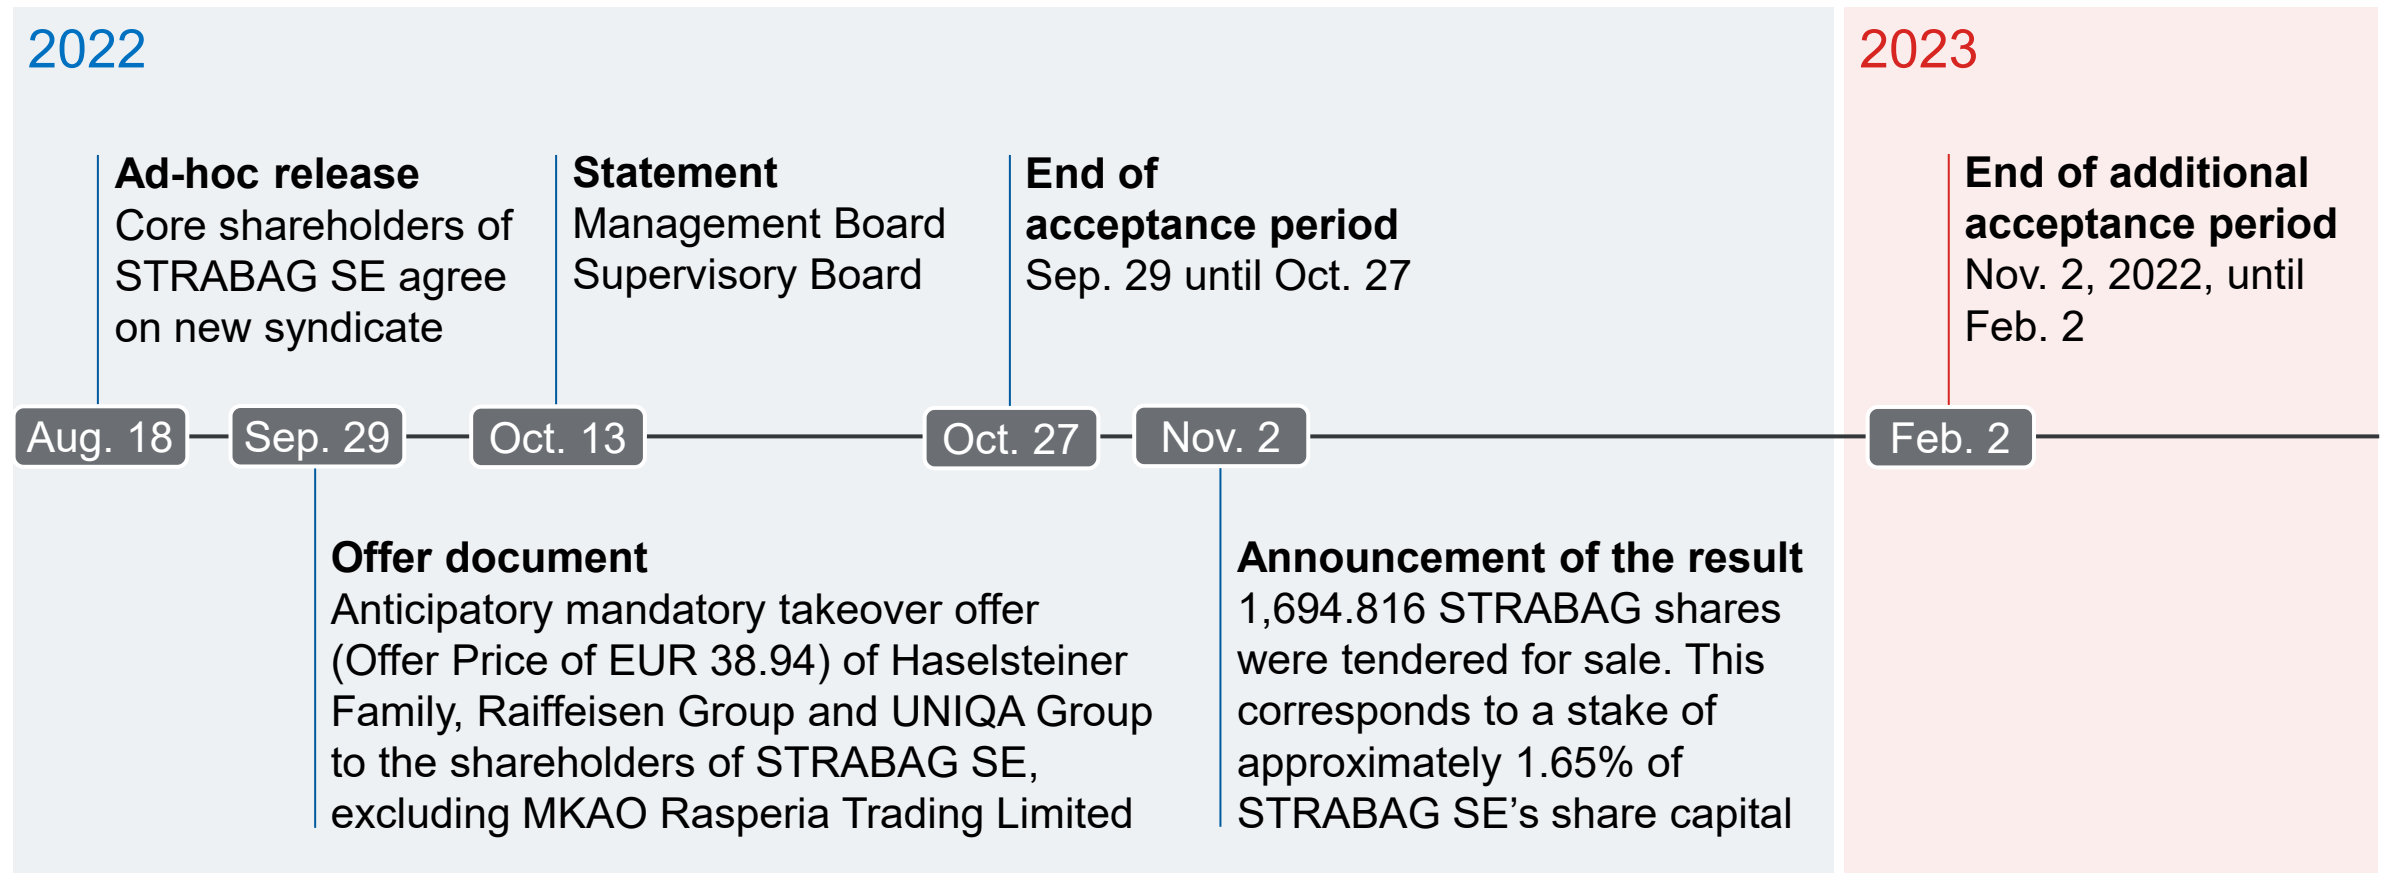 2022
2023
Ad-hoc release
Core shareholders of
STRABAG SE agree
on new syndicate
Statement
Management Board
Supervisory Board
End of
acceptance period
Sep. 29 until Oct. 27
End of additional
acceptance period
Nov. 2, 2022, until
Feb. 2
Aug. 18
Sep. 29
Oct. 13
Oct. 27
Nov. 2
Feb. 2
Offer document
Anticipatory mandatory takeover offer
(Offer Price of EUR 38.94) of Haselsteiner
Family, Raiffeisen Group and UNIQA Group
to the shareholders of STRABAG SE,
excluding MKAO Rasperia Trading Limited
Announcement of the result
1,694.816 STRABAG shares
were tendered for sale. This
corresponds to a stake of
approximately 1.65% of
STRABAG SE’s share capital